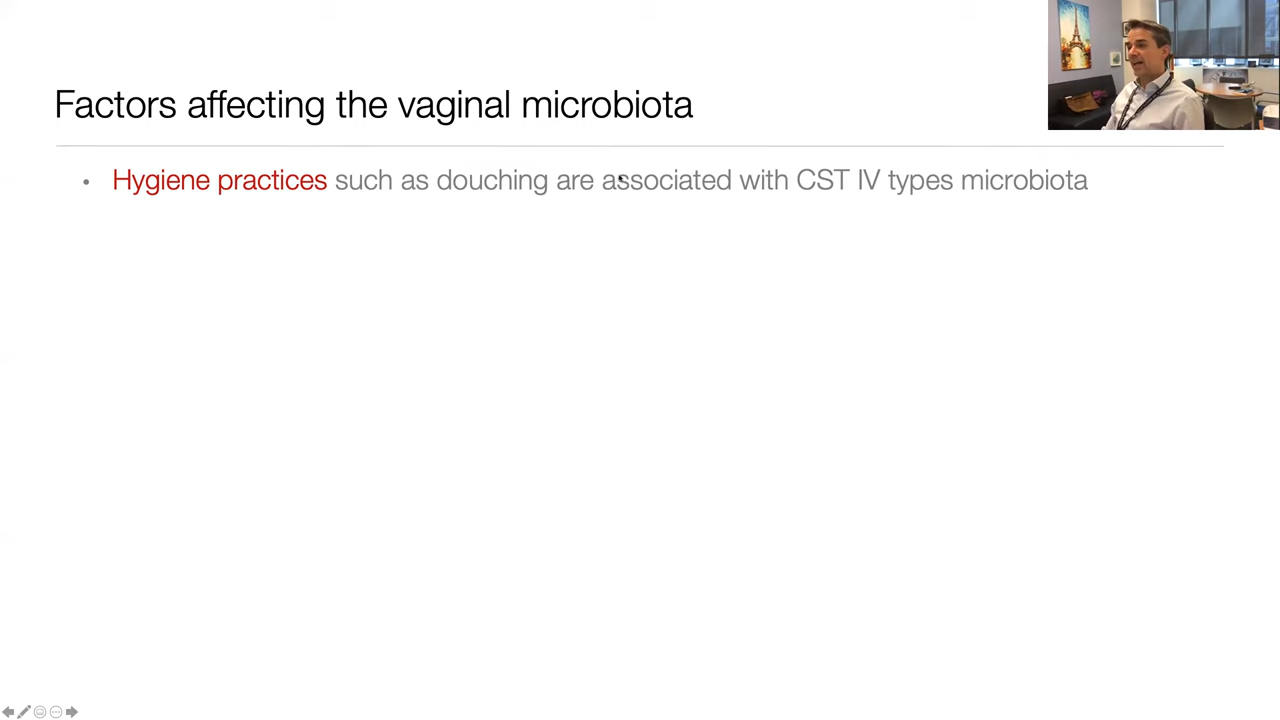 Factors affecting the vaginal microbiota
• Hygiene practices such as douching are associated with CST IV types microbiota